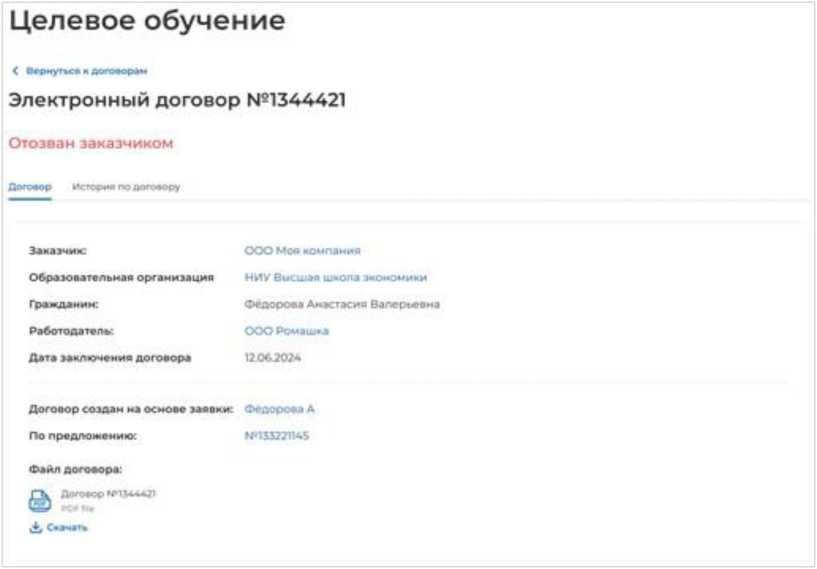 Целевое обучение
Вернуться к договорам
Электронный договор №1344421
Отозван заказчиком
Договор История по договору
Заказчик: ООО Моя компания
Образовательная организация НИУ Высшая школа экономики
Гражданин: Фёдорова Анастасия Валерьевна
Работодатель: ООО Ромашка
Дата заключения договора 12.06.2024
Договор создан на основе заявки: Фёдорова А
По предложению: №133221145
Файл договора:
Договор №1344421
PDF file
Скачать